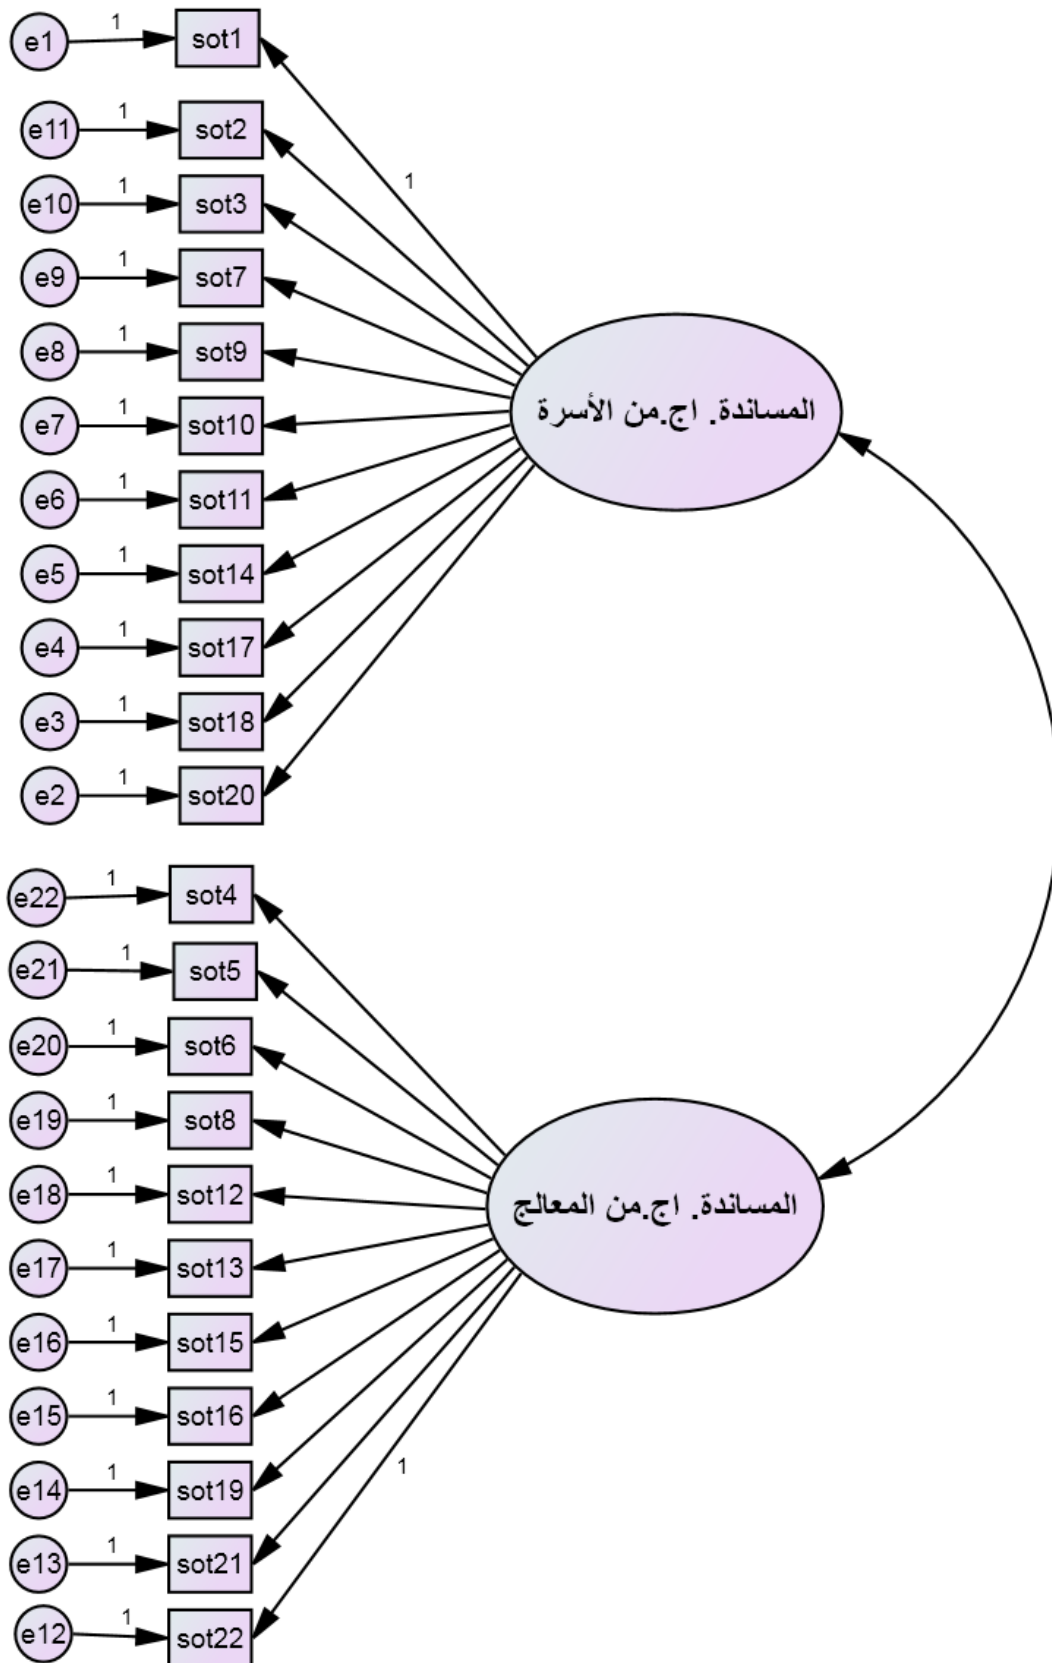 e1 1 sot1
e11 1 sot2
e10 1 sot3
1
e9 1 sot7
e8 1 sot9
e7 1 sot10
المساندة. اج.من الأسرة
e6 1 sot11
e5 1 sot14
e4 1 sot17
e3 1 sot18
e2 1 sot20
e22 1 sot4
e21 1 sot5
e20 1 sot6
e19 1 sot8
e18 1 sot12
المساندة. اج.من المعالج
e17 1 sot13
e16 1 sot15
e15 1 sot16
1
e14 1 sot19
e13 1 sot21
e12 1 sot22